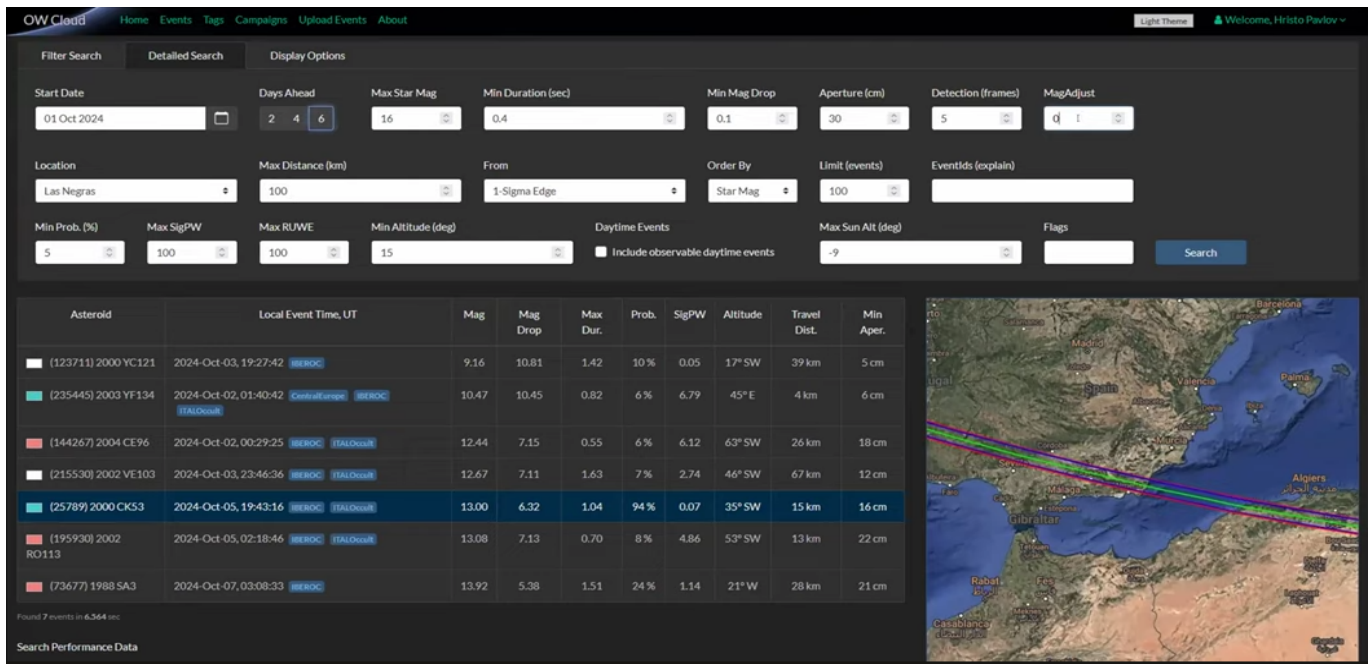 OW Cloud Home Events Tags Campaigns Upload Events About Light Theme Welcome, Hristo Pavlov
Filter Search Detailed Search Display Options
Start Date Days Ahead Max Star Mag Min Duration (sec) Min Mag Drop Aperture (cm) Detection (frames) MagAdjust
01 Oct 2024 2 4 6 16 0.4 0.1 30 5 0
Location Max Distance (km) From Order By Limit (events) EventIds (explain)
Las Negras 100 1-Sigma Edge Star Mag 100
Min Prob. (%) Max SigPW Max RUWE Min Altitude (deg) Daytime Events Max Sun Alt (deg) Flags
5 100 100 15 Include observable daytime events -9 Search
Asteroid Local Event Time, UT Mag Mag Drop Max Dur. Prob. SigPW Altitude Travel Dist. Min Aper.
(123711) 2000 YC121 2024-Oct-03, 19:27:42 IBEROC 9.16 10.81 1.42 10 % 0.05 17° SW 39 km 5 cm
(235445) 2003 YF134 2024-Oct-02, 01:40:42 CentralEurope IBEROC 10.47 10.45 0.82 6 % 6.79 45° E 4 km 6 cm
ITALOccult
(144267) 2004 CE96 2024-Oct-02, 00:29:25 IBEROC ITALOccult 12.44 7.15 0.55 6 % 6.12 63° SW 26 km 18 cm
(215530) 2002 VE103 2024-Oct-03, 23:46:36 IBEROC ITALOccult 12.67 7.11 1.63 7 % 2.74 46° SW 67 km 12 cm
(25789) 2000 CK53 2024-Oct-05, 19:43:16 IBEROC ITALOccult 13.00 6.32 1.04 94 % 0.07 35° SW 15 km 16 cm
(195930) 2002 2024-Oct-05, 02:18:46 IBEROC ITALOccult 13.08 7.13 0.70 8 % 4.86 53° SW 13 km 22 cm
RO113
(73677) 1988 SA3 2024-Oct-07, 03:08:33 IBEROC 13.92 5.38 1.51 24 % 1.14 21° W 28 km 21 cm
Found 7 events in 6.564 sec
Search Performance Data
Barcelona
Salamanca
Madrid
Spain
Valencia
Palma
Ibiza
Murcia
Málaga
Estepona
Gibraltar
Algiers
مدينة الجزائر
Tetouan
Rabat
Fes
Meknes
Casablanca
Ghardaia